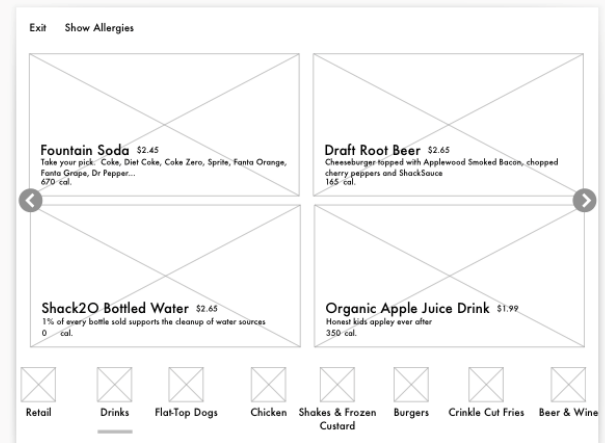 Exit Show Allergies
Fountain Soda $2.45
Take your pick. Coke, Diet Coke, Coke Zero, Sprite, Fanta Orange,
Fanta Grape, Dr Pepper...
670 cal.
Draft Root Beer $2.65
Cheeseburger topped with Applewood Smoked Bacon, chopped
cherry peppers and ShackSauce
165 cal.
Shack2O Bottled Water $2.65
1% of every bottle sold supports the cleanup of water sources
0 cal.
Organic Apple Juice Drink $1.99
Honest kids appley ever after
350 cal.
Retail
Drinks
Flat-Top Dogs
Chicken
Shakes & Frozen
Custard
Burgers
Crinkle Cut Fries
Beer & Wine